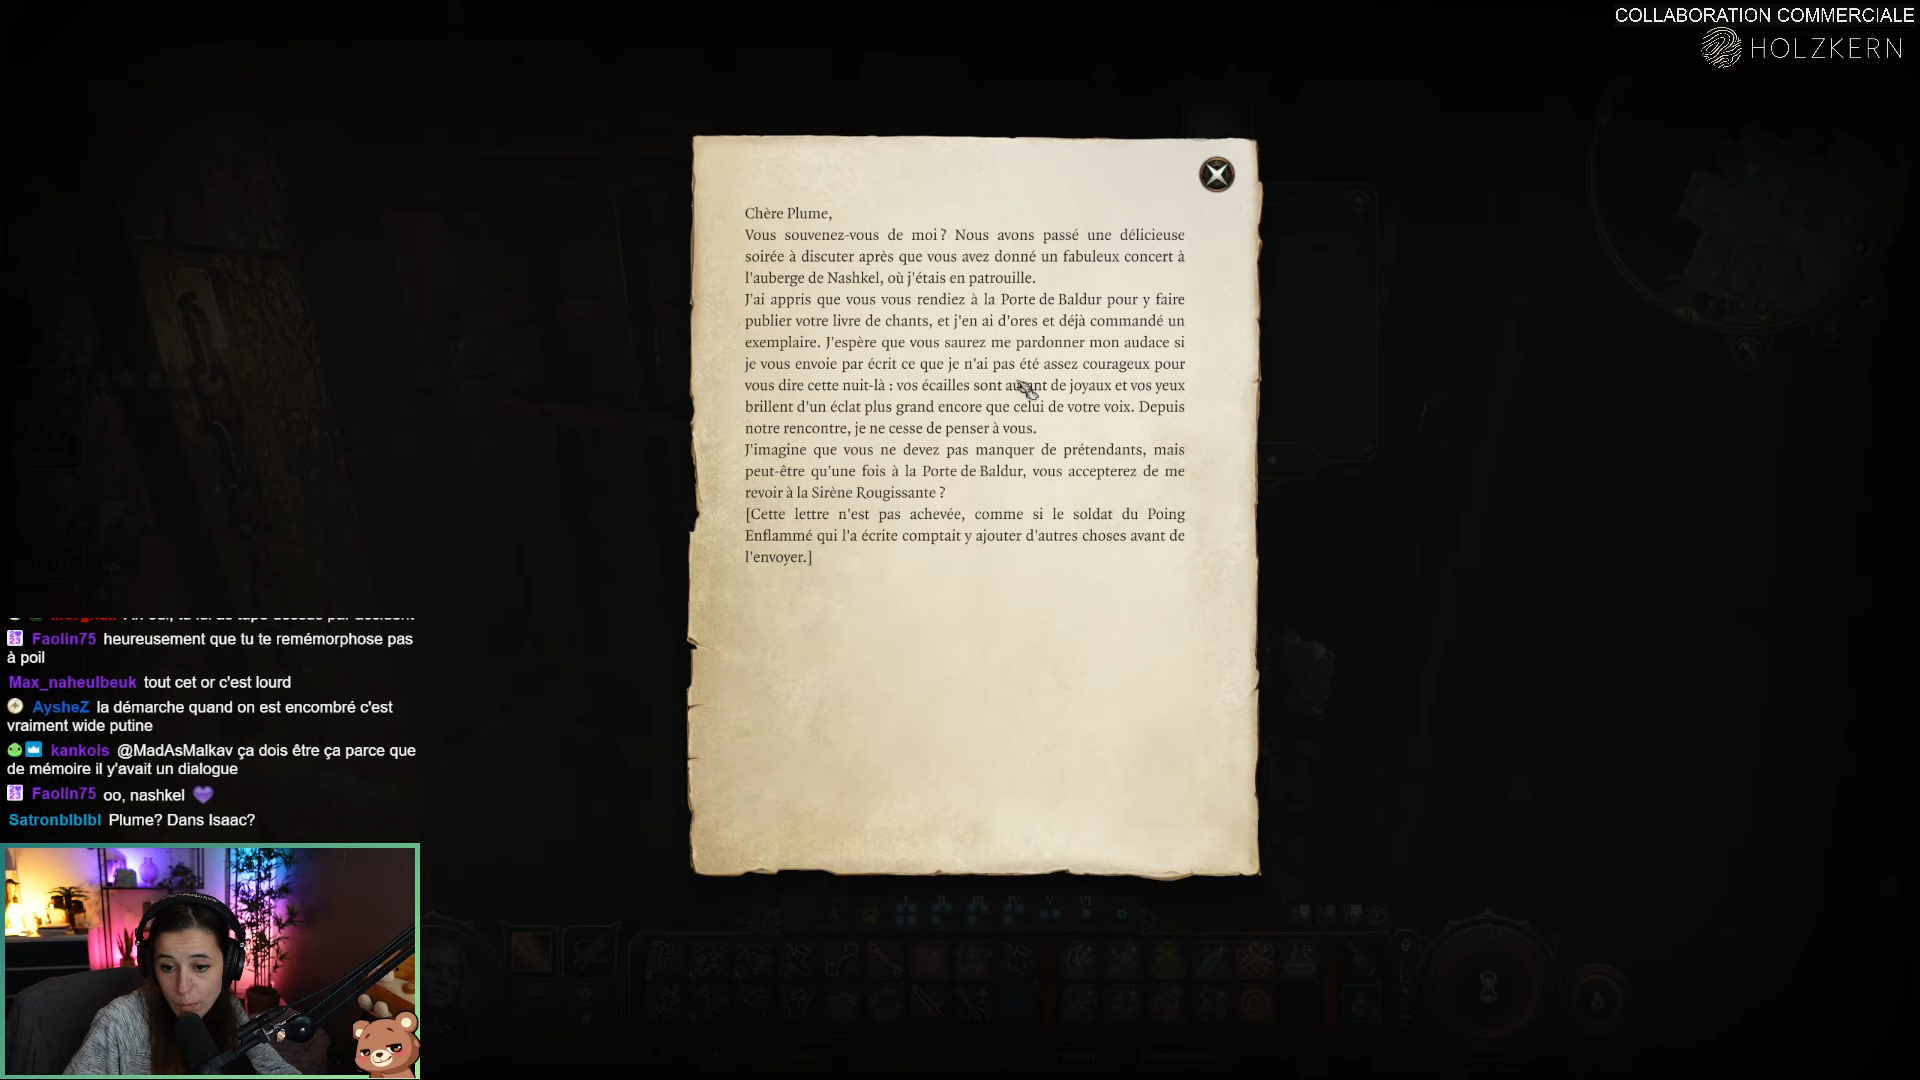 COLLABORATION COMMERCIALE
HOLZKERN
Chère Plume,
Vous souvenez-vous de moi ? Nous avons passé une délicieuse
soirée à discuter après que vous avez donné un fabuleux concert à
l'auberge de Nashkel, où j'étais en patrouille.
J'ai appris que vous vous rendiez à la Porte de Baldur pour y faire
publier votre livre de chants, et j'en ai d'ores et déjà commandé un
exemplaire. J'espère que vous saurez me pardonner mon audace si
je vous envoie par écrit ce que je n'ai pas été assez courageux pour
vous dire cette nuit-là : vos écailles sont autant de joyaux et vos yeux
brillent d'un éclat plus grand encore que celui de votre voix. Depuis
notre rencontre, je ne cesse de penser à vous.
J'imagine que vous ne devez pas manquer de prétendants, mais
peut-être qu'une fois à la Porte de Baldur, vous accepterez de me
revoir à la Sirène Rougissante ?
[Cette lettre n'est pas achevée, comme si le soldat du Poing
Enflammé qui l'a écrite comptait y ajouter d'autres choses avant de
l'envoyer.]
Faolin75 heureusement que tu te remémorphose pas
à poil
Max_naheulbeuk tout cet or c'est lourd
AysheZ la démarche quand on est encombré c'est
vraiment wide putine
kankois @MadAsMalkav ça dois être ça parce que
de mémoire il y'avait un dialogue
Faolin75 oo, nashkel
Satronblblbl Plume? Dans Isaac?
I II III IV V VI